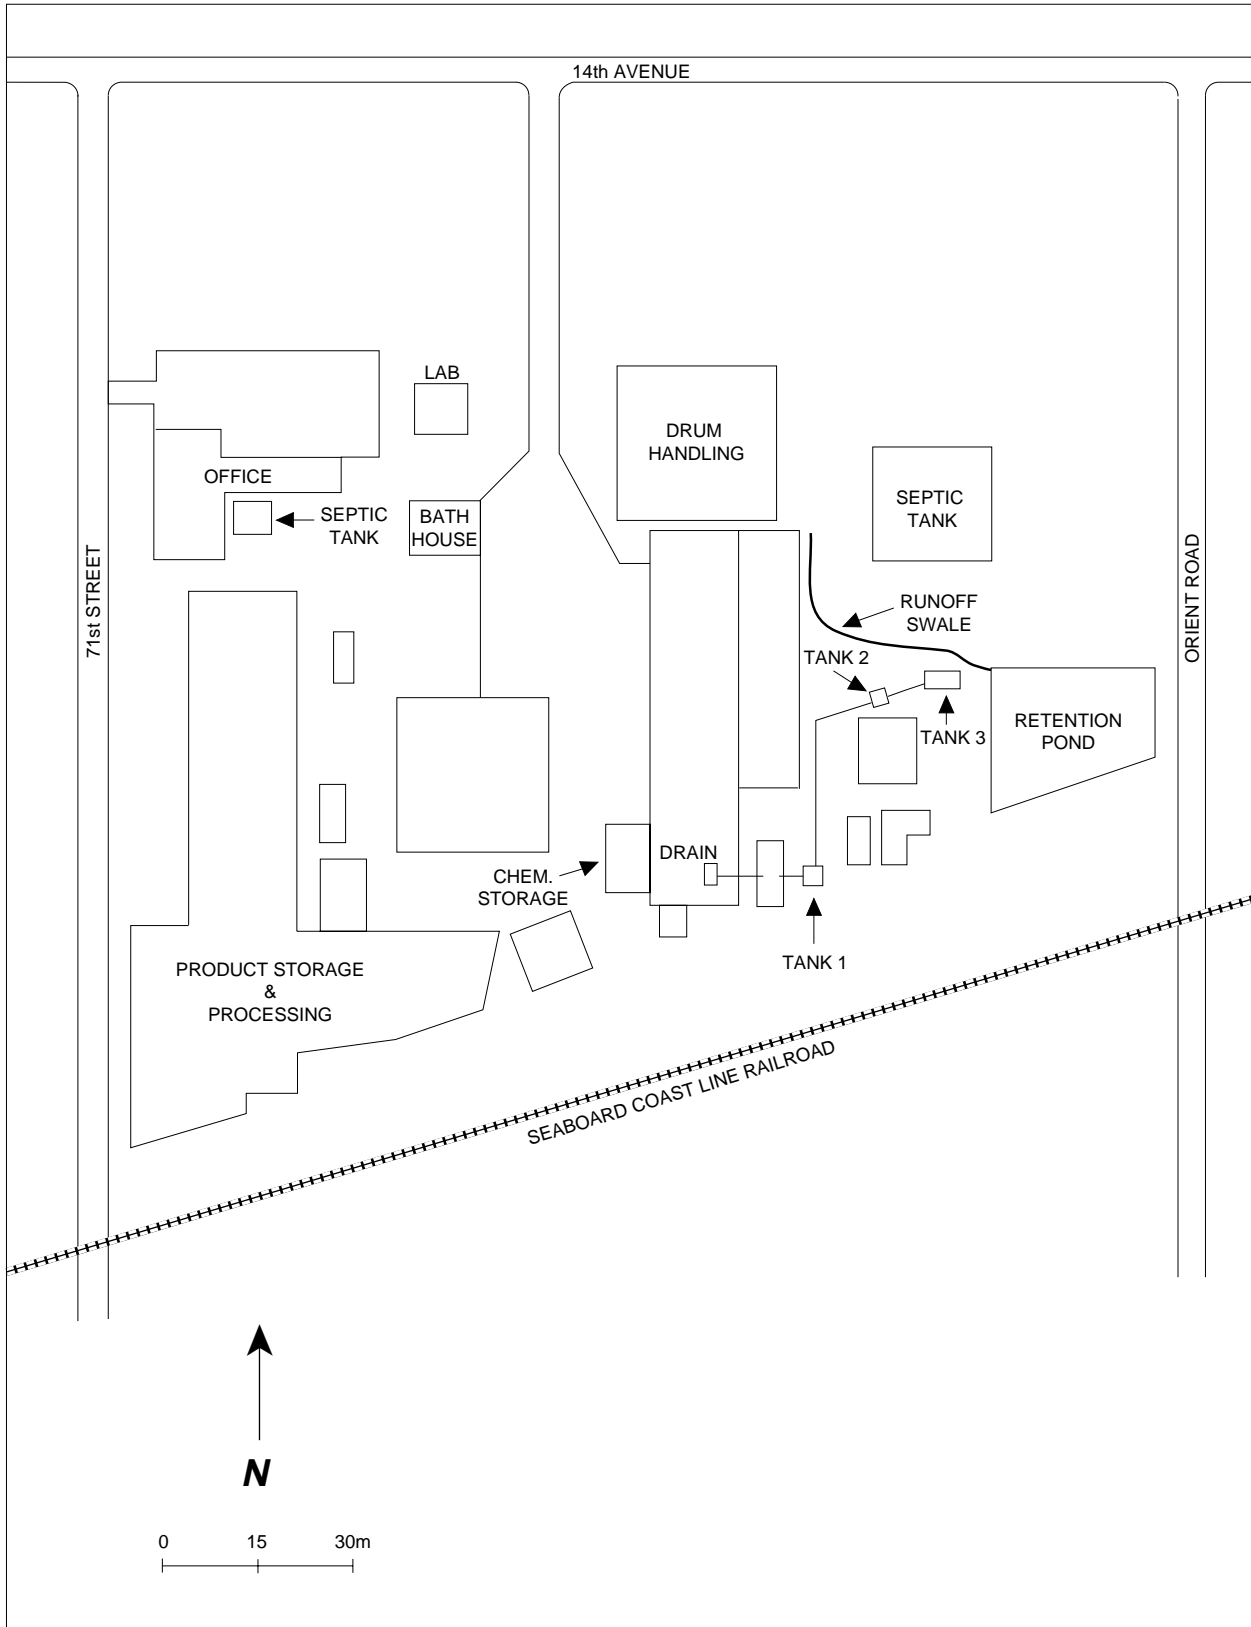 14th AVENUE
LAB
DRUM
HANDLING
OFFICE
SEPTIC
TANK
BATH
HOUSE
SEPTIC
TANK
71st STREET
ORIENT ROAD
RUNOFF
SWALE
TANK 2
TANK 3
RETENTION
POND
DRAIN
CHEM.
STORAGE
TANK 1
PRODUCT STORAGE
&
PROCESSING
SEABOARD COAST LINE RAILROAD
N
0 15 30m